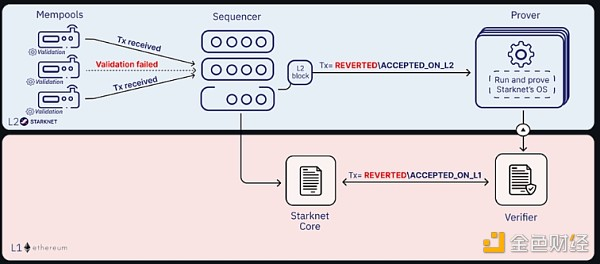 Mempools
Sequencer
Prover
Validation
Tx received
Validation failed
Validation
Tx received
Validation
L2
block
Tx= REVERTED\ACCEPTED_ON_L2
Run and prove
Starknet's OS
L2 STARKNET
Tx= REVERTED\ACCEPTED_ON_L1
Starknet
Core
Verifier
L1 ethereum
金色财经